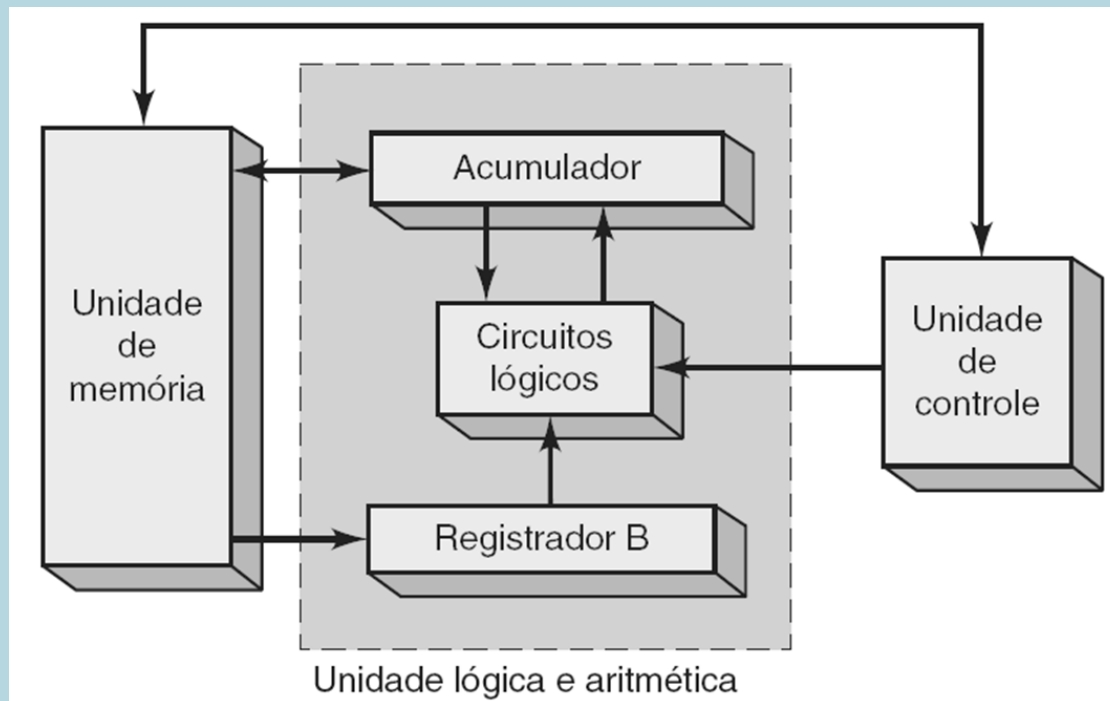 Acumulador
Unidade
de
memória
Circuitos
lógicos
Unidade
de
controle
Registrador B
Unidade lógica e aritmética